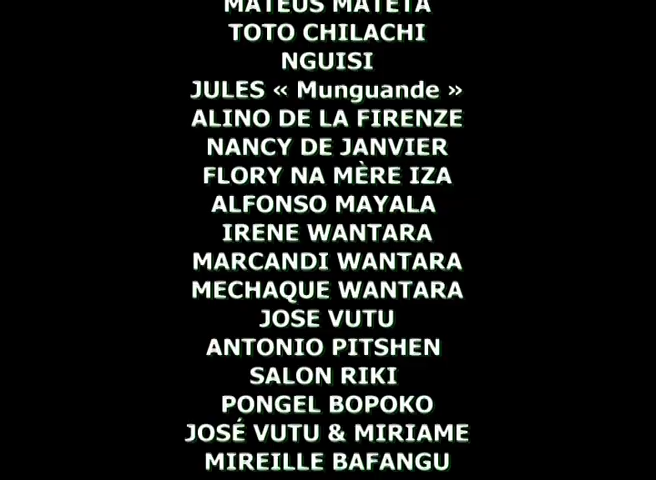 MATEUS MATETA
TOTO CHILACHI
NGUISI
JULES « Munguande »
ALINO DE LA FIRENZE
NANCY DE JANVIER
FLORY NA MÈRE IZA
ALFONSO MAYALA
IRENE WANTARA
MARCANDI WANTARA
MECHAQUE WANTARA
JOSE VUTU
ANTONIO PITSHEN
SALON RIKI
PONGEL BOPOKO
JOSÉ VUTU & MIRIAME
MIREILLE BAFANGU